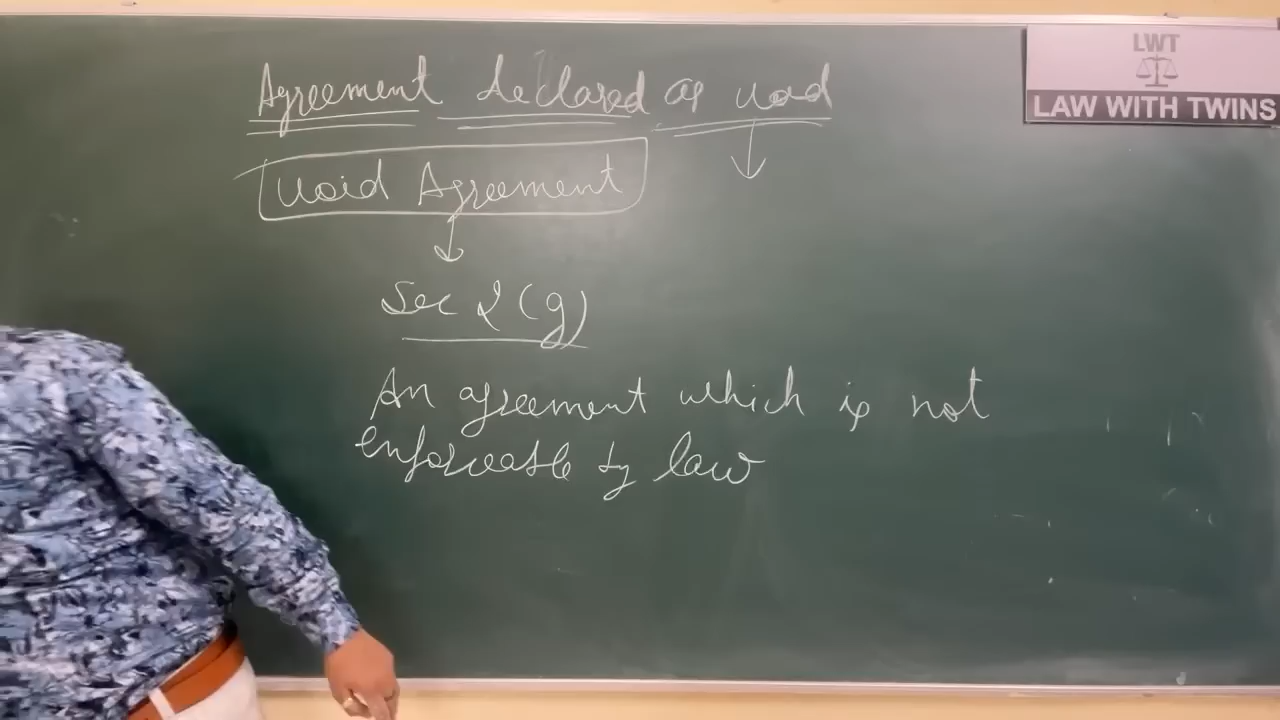 Agreement declared as void
LWT
LAW WITH TWINS
void Agreement
Sec 2 (g)
An agreement which is not
enforceable by law